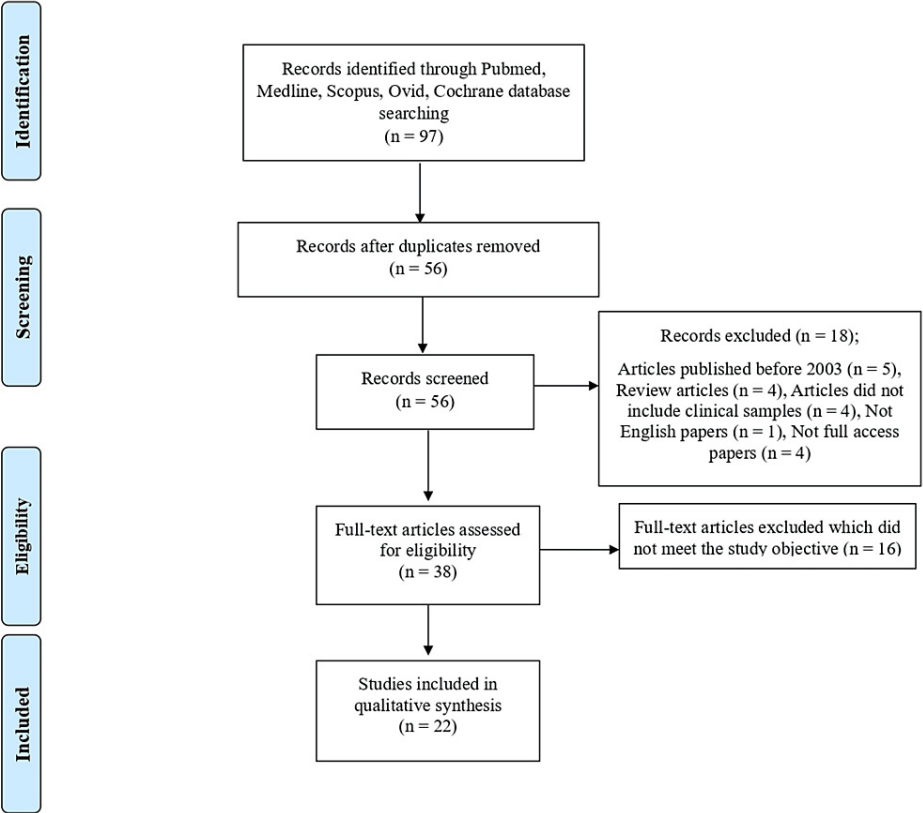 Identification
Records identified through Pubmed,
Medline, Scopus, Ovid, Cochrane database
searching
(n = 97)
Screening
Records after duplicates removed
(n = 56)
Records screened
(n = 56)
Records excluded (n = 18);
Articles published before 2003 (n = 5),
Review articles (n = 4), Articles did not
include clinical samples (n = 4), Not
English papers (n = 1), Not full access
papers (n = 4)
Eligibility
Full-text articles assessed
for eligibility
(n = 38)
Full-text articles excluded which did
not meet the study objective (n = 16)
Included
Studies included in
qualitative synthesis
(n = 22)